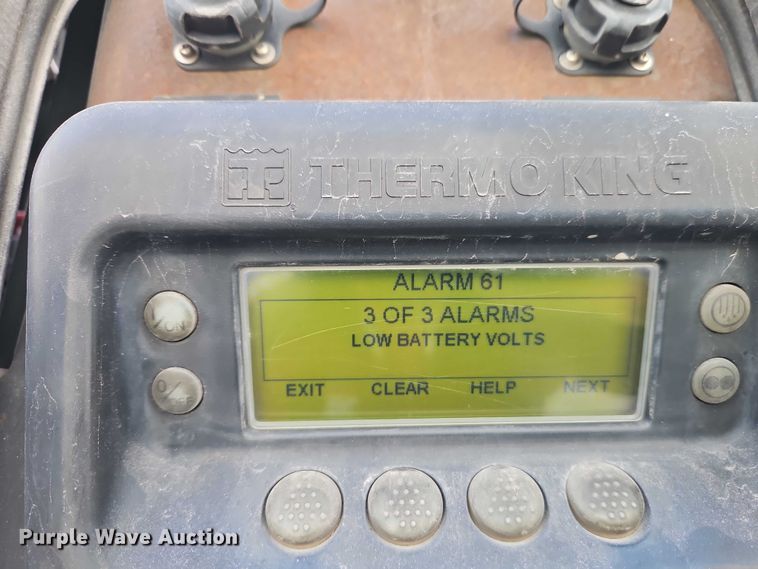 THERMO KING
ALARM 61
3 OF 3 ALARMS
LOW BATTERY VOLTS
EXIT CLEAR HELP NEXT
Purple Wave Auction